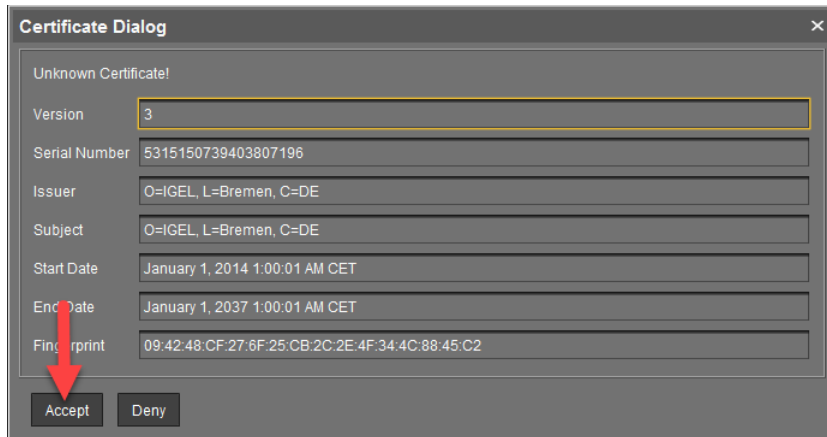 Certificate Dialog
Unknown Certificate!
Version 3
Serial Number 5315150739403807196
Issuer O=IGEL, L=Bremen, C=DE
Subject O=IGEL, L=Bremen, C=DE
Start Date January 1, 2014 1:00:01 AM CET
End Date January 1, 2037 1:00:01 AM CET
Fingerprint 09:42:48:CF:27:6F:25:CB:2C:2E:4F:34:4C:88:45:C2
Accept Deny